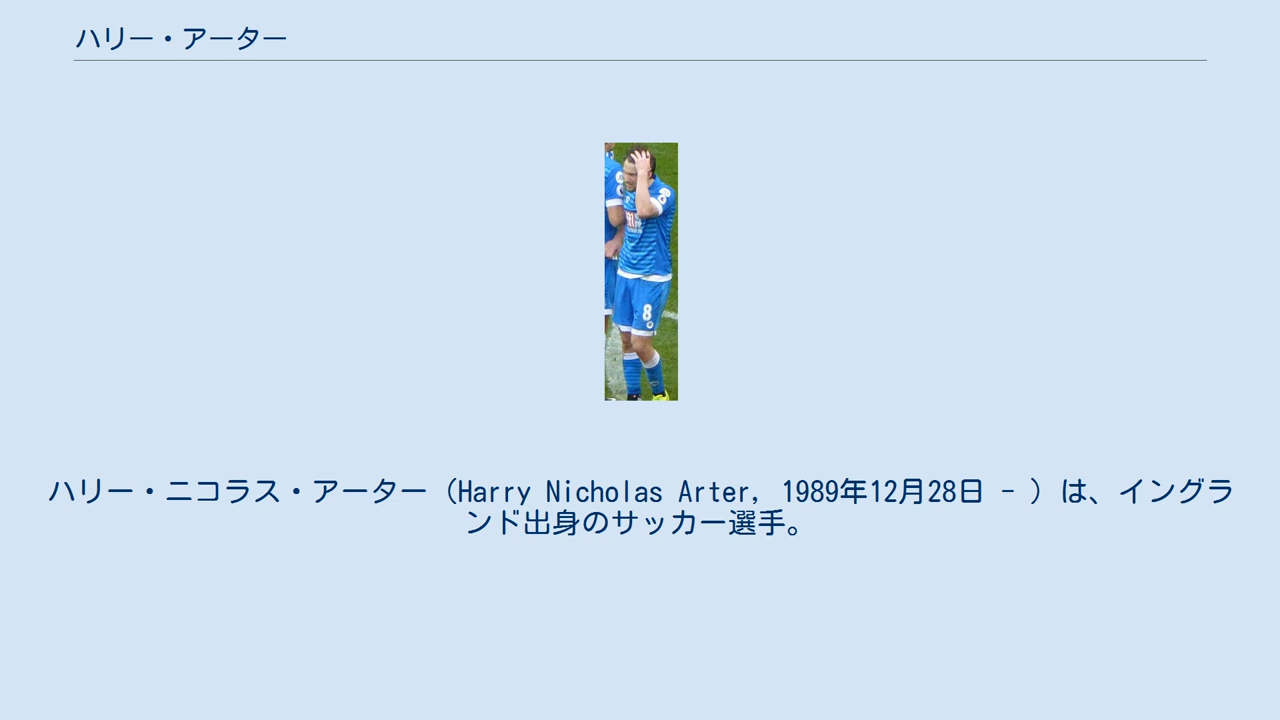 ハリー・アーター
8
ハリー・ニコラス・アーター（Harry Nicholas Arter, 1989年12月28日 - ）は、イングラ
ンド出身のサッカー選手。